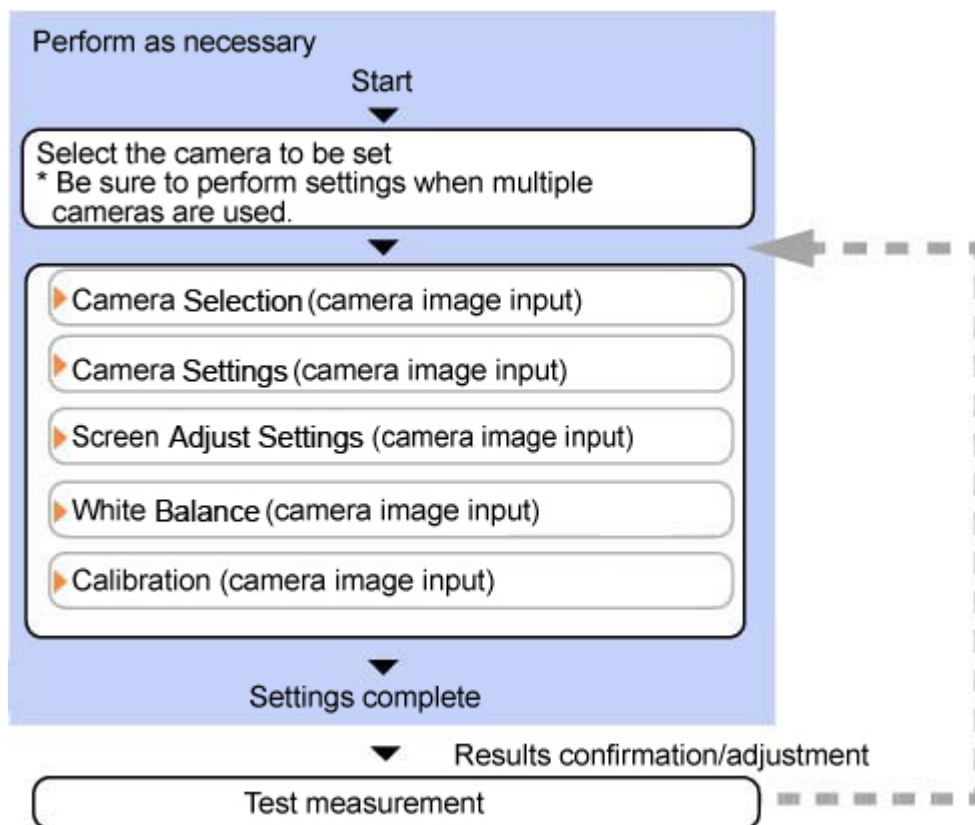 Perform as necessary
Start
Select the camera to be set
* Be sure to perform settings when multiple
cameras are used.
Camera Selection (camera image input)
Camera Settings (camera image input)
Screen Adjust Settings (camera image input)
White Balance (camera image input)
Calibration (camera image input)
Settings complete
Results confirmation/adjustment
Test measurement